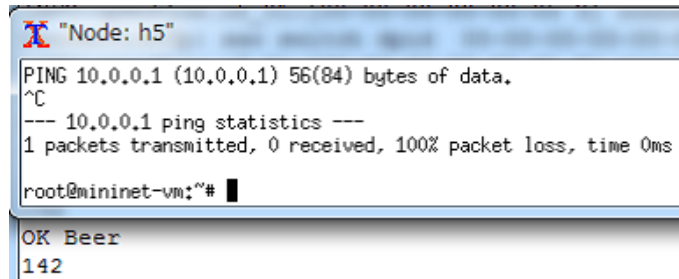 "Node: h5"
PING 10.0.0.1 (10.0.0.1) 56(84) bytes of data.
^C
--- 10.0.0.1 ping statistics ---
1 packets transmitted, 0 received, 100% packet loss, time 0ms
root@mininet-vm:~#
OK Beer
142